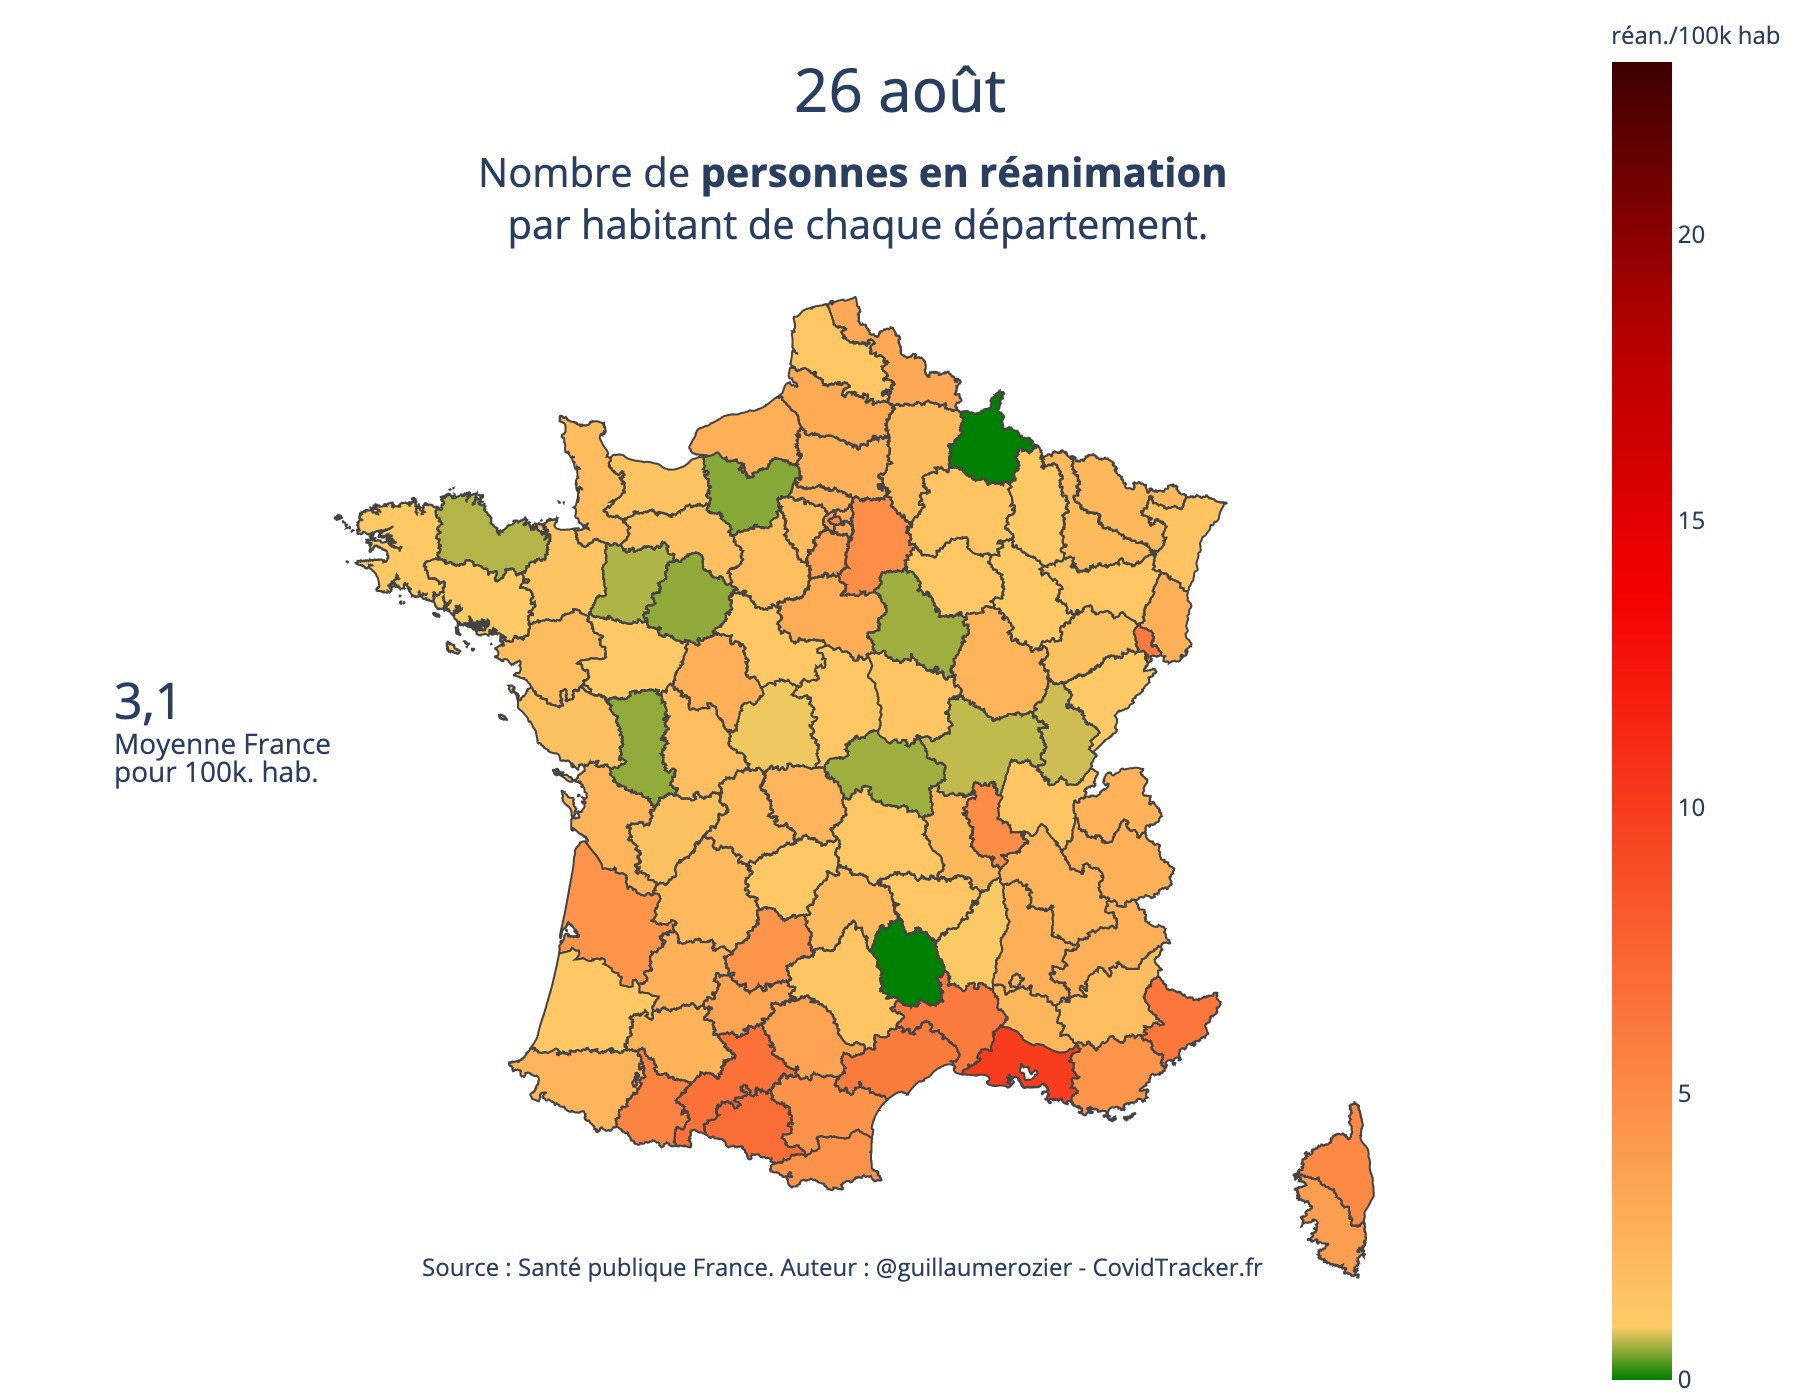 réan./100k hab
26 août
Nombre de personnes en réanimation
par habitant de chaque département.
20
15
3,1
Moyenne France
pour 100k. hab.
10
5
Source : Santé publique France. Auteur : @guillaumerozier - CovidTracker.fr
0